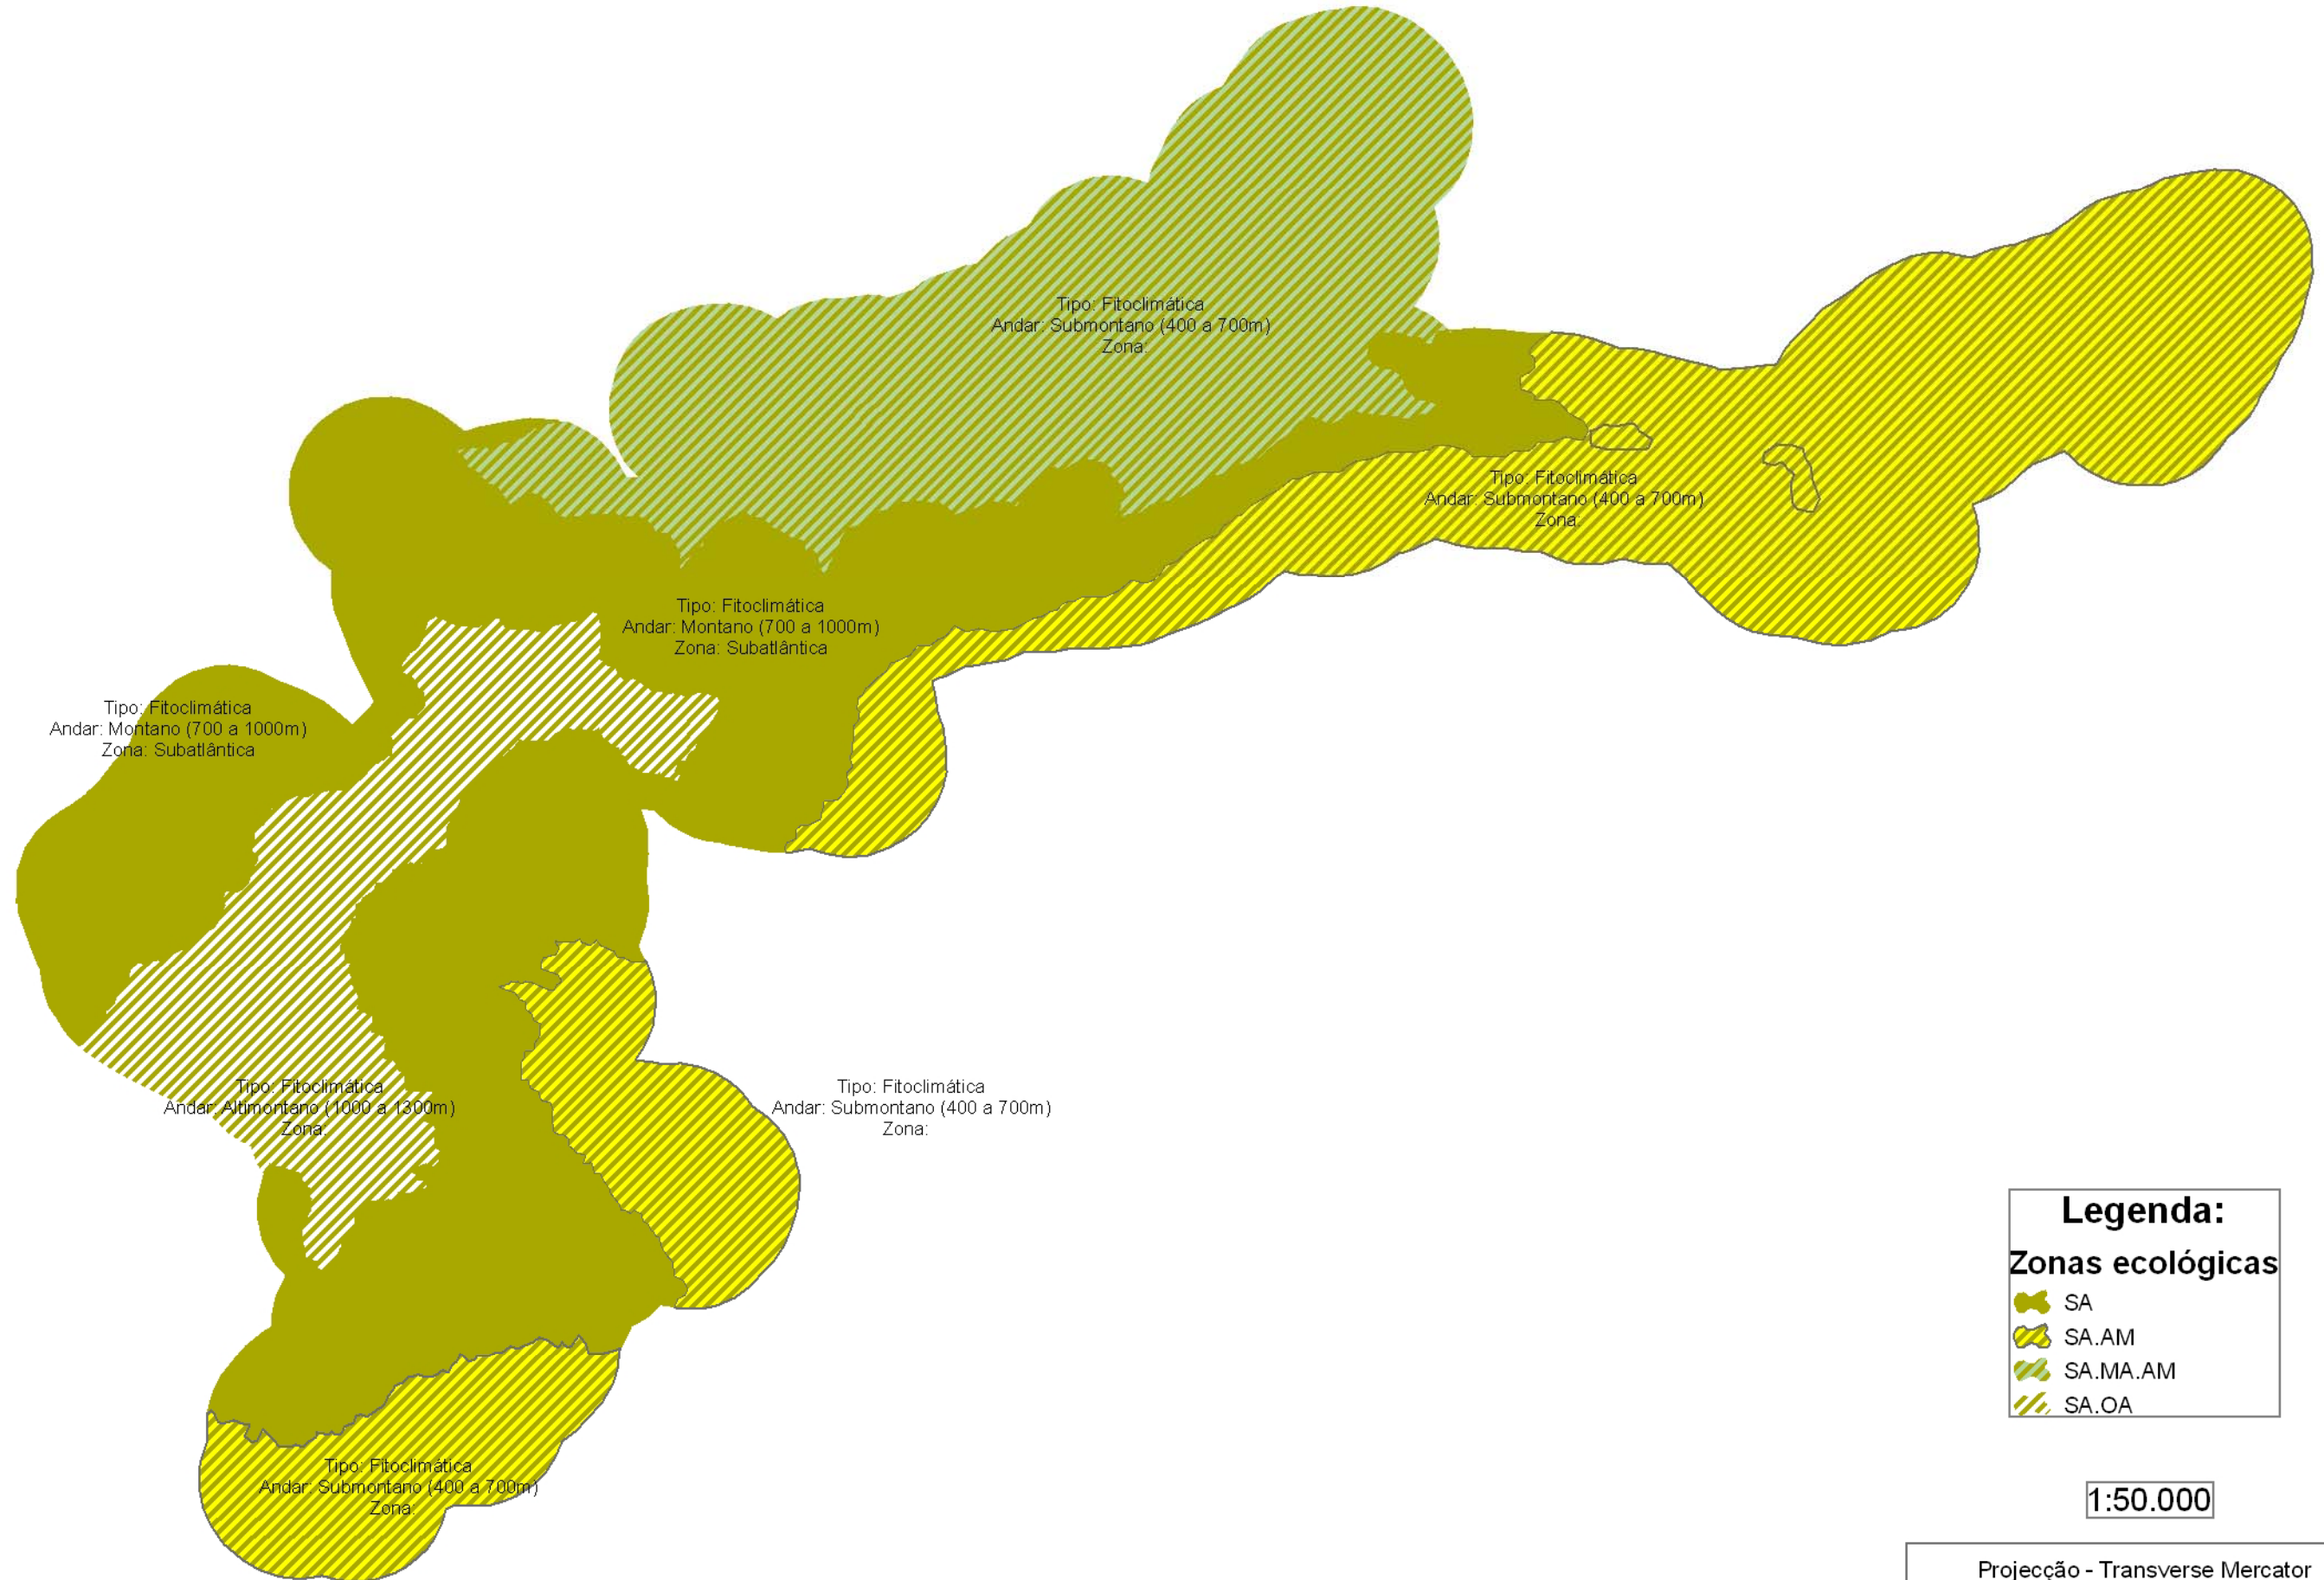 Tipo: Fitoclimática
Andar: Submontano (400 a 700m)
Zona:
Tipo: Fitoclimática
Andar: Submontano (400 a 700m)
Zona:
Tipo: Fitoclimática
Andar: Montano (700 a 1000m)
Zona: Subatlântica
Tipo: Fitoclimática
Andar: Montano (700 a 1000m)
Zona: Subatlântica
Tipo: Fitoclimática
Andar: Altimontano (1000 a 1300m)
Zona:
Tipo: Fitoclimática
Andar: Submontano (400 a 700m)
Zona:
Tipo: Fitoclimática
Andar: Submontano (400 a 700m)
Zona:
Legenda:
Zonas ecológicas
SA
SA.AM
SA.MA.AM
SA.OA
1:50.000
Projecção - Transverse Mercator